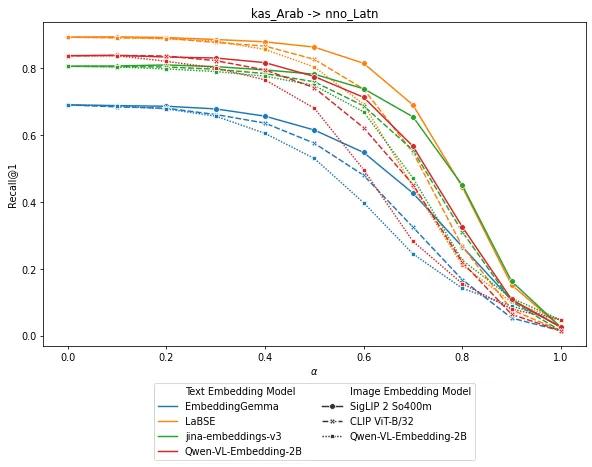 kas_Arab -> nno_Latn
Recall@1
0.8
0.6
0.4
0.2
0.0
0.0 0.2 0.4 0.6 0.8 1.0
α
Text Embedding Model Image Embedding Model
EmbeddingGemma SigLIP 2 So400m
LaBSE CLIP ViT-B/32
jina-embeddings-v3 Qwen-VL-Embedding-2B
Qwen-VL-Embedding-2B